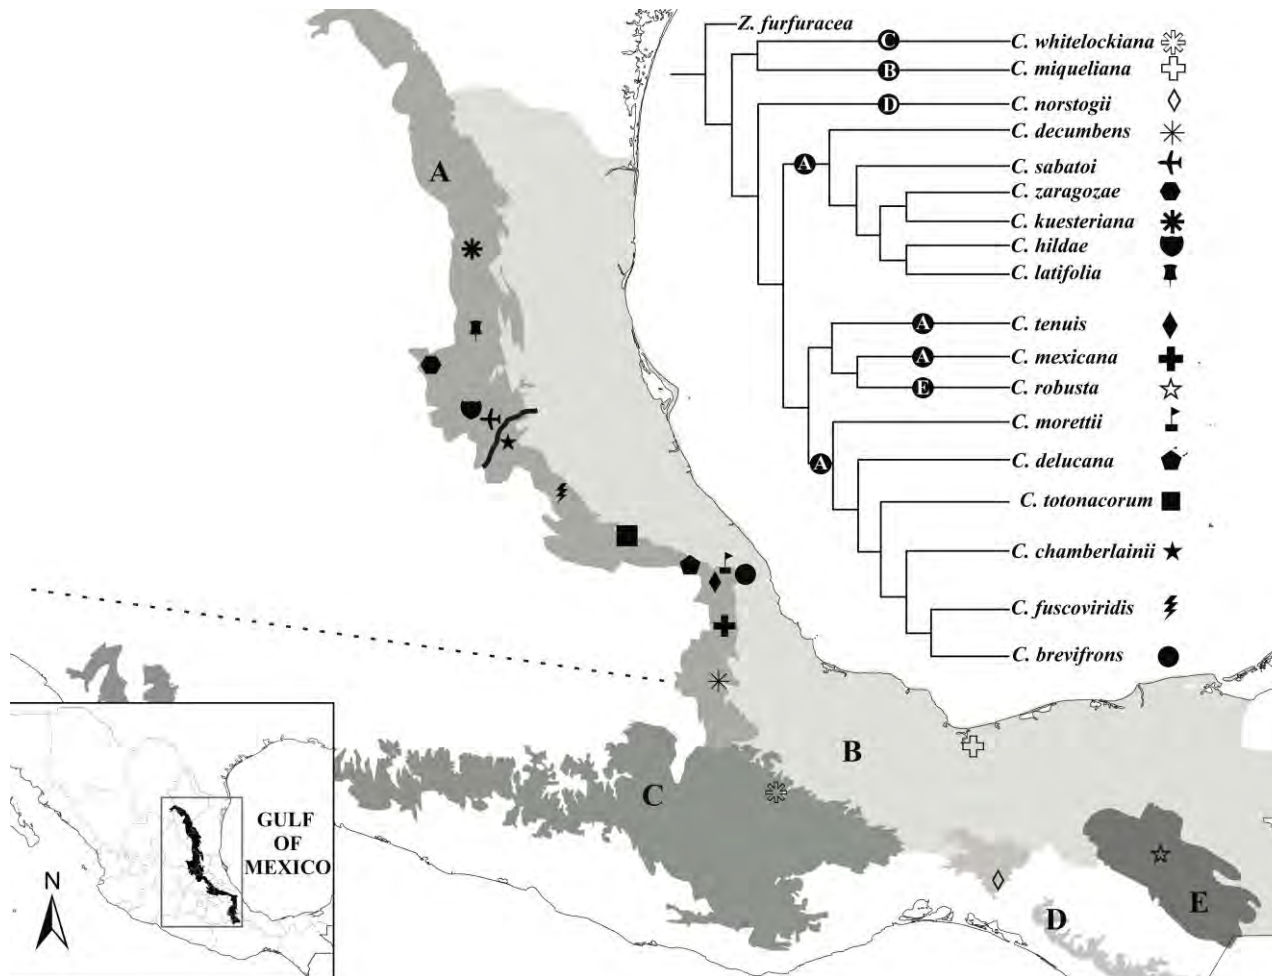 Z. furfuracea
C
C. whitelockiana
B
C. miqueliana
D
C. norstogii
C. decumbens
A
A
C. sabatoi
C. zaragozae
C. kuesteriana
C. hildae
C. latifolia
A
C. tenuis
A
C. mexicana
E
C. robusta
C. morettii
A
C. delucana
C. totonacorum
C. chamberlainii
C. fuscoviridis
C. brevifrons
B
C
GULF
OF
MEXICO
N
D
E